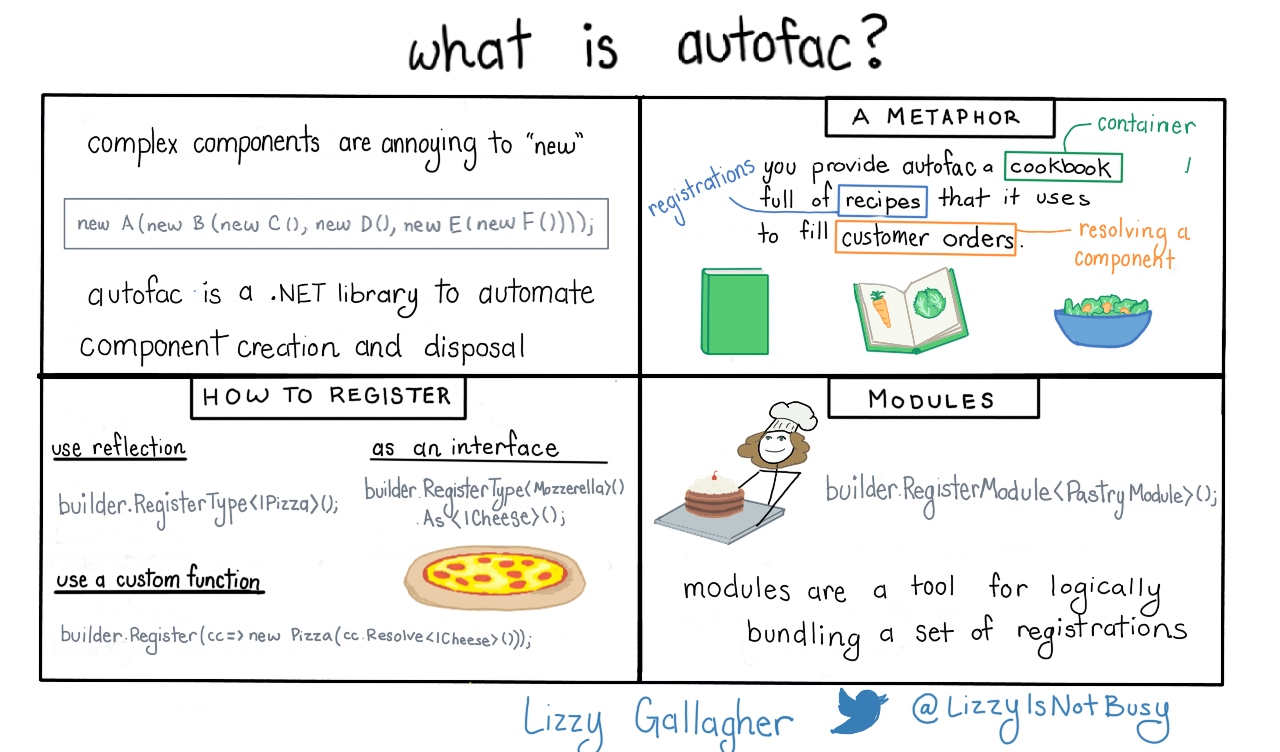 what is autofac?
complex components are annoying to "new"
new A(new B(new C(), new D(), new E(new F())));
autofac is a .NET library to automate
component creation and disposal
A METAPHOR
container
registrations
you provide autofac a cookbook
full of recipes that it uses
to fill customer orders.
resolving a
component
HOW TO REGISTER
use reflection
builder.RegisterType<IPizza>();
as an interface
builder.RegisterType<Mozzerella>()
.As<ICheese>();
use a custom function
builder.Register(cc=> new Pizza(cc.Resolve<ICheese>()));
MODULES
builder.RegisterModule<PastryModule>();
modules are a tool for logically
bundling a set of registrations
Lizzy Gallagher
@LizzyIsNotBusy